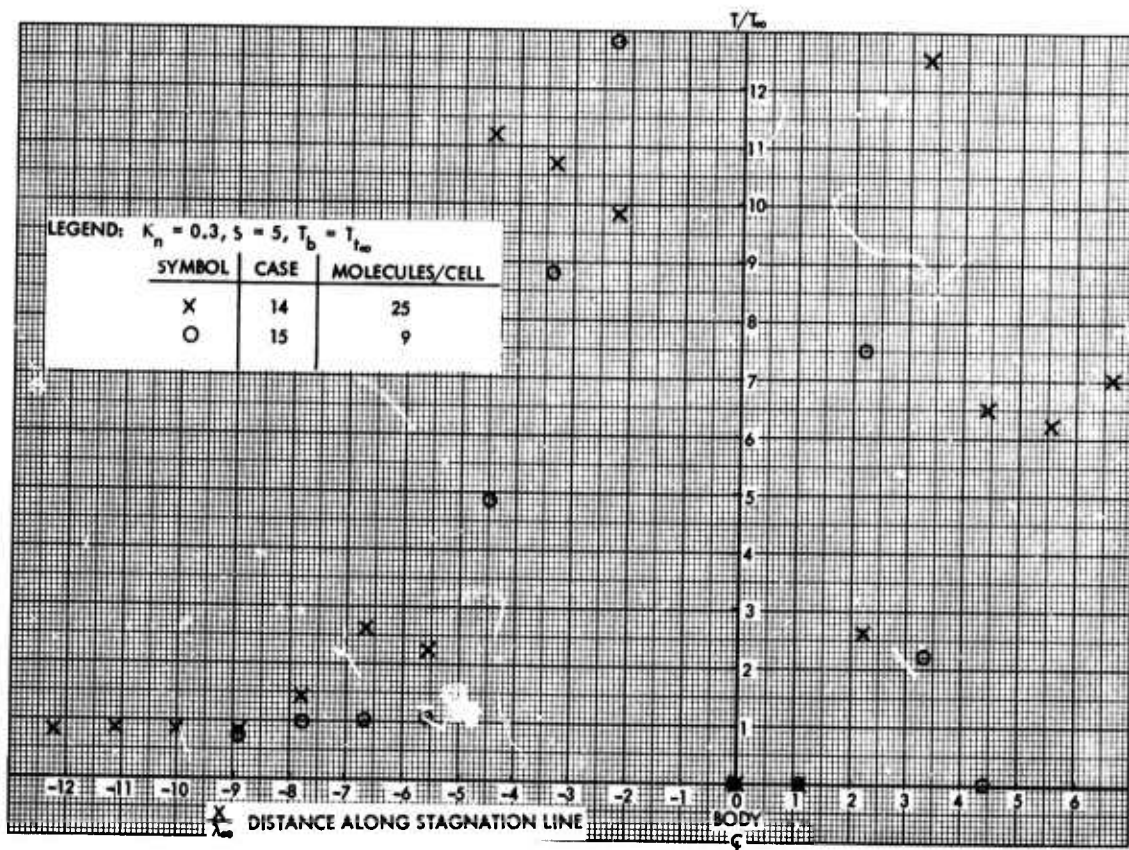 T/T∞
12
11
10
9
8
7
6
5
4
3
2
1
LEGEND: Kn = 0.3, S = 5, Tb = Tt∞
SYMBOL CASE MOLECULES/CELL
X 14 25
O 15 9
-12 -11 -10 -9 -8 -7 -6 -5 -4 -3 -2 -1 0 1 2 3 4 5 6
X/λ∞ DISTANCE ALONG STAGNATION LINE BODY
℄